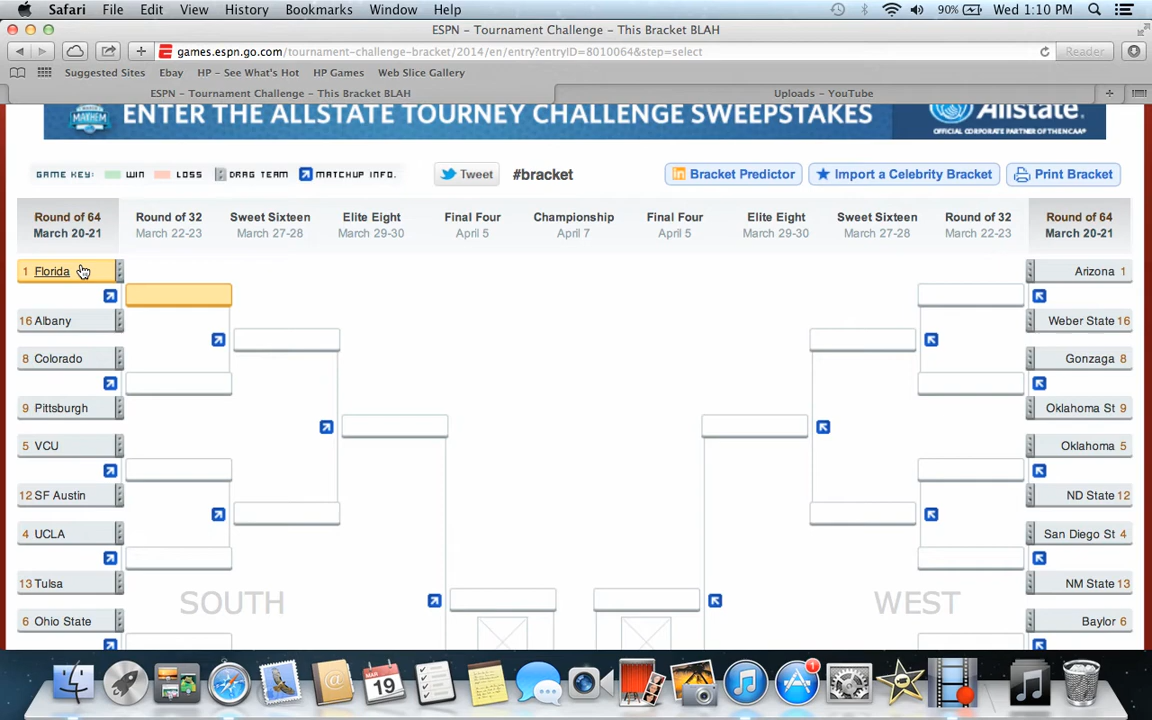 Safari File Edit View History Bookmarks Window Help 90% Wed 1:10 PM
ESPN - Tournament Challenge - This Bracket BLAH
games.espn.go.com/tournament-challenge-bracket/2014/en/entry?entryID=8010064&step=select Reader
Suggested Sites Ebay HP - See What's Hot HP Games Web Slice Gallery
ESPN - Tournament Challenge - This Bracket BLAH Uploads - YouTube
MAYHEM ENTER THE ALLSTATE TOURNEY CHALLENGE SWEEPSTAKES Allstate
OFFICIAL CORPORATE PARTNER OF THE NCAA
GAME KEY: WIN LOSS DRAG TEAM MATCHUP INFO. Tweet #bracket Bracket Predictor Import a Celebrity Bracket Print Bracket
Round of 64 Round of 32 Sweet Sixteen Elite Eight Final Four Championship Final Four Elite Eight Sweet Sixteen Round of 32 Round of 64
March 20-21 March 22-23 March 27-28 March 29-30 April 5 April 7 April 5 March 29-30 March 27-28 March 22-23 March 20-21
1 Florida Arizona 1
16 Albany Weber State 16
8 Colorado Gonzaga 8
9 Pittsburgh Oklahoma St 9
5 VCU Oklahoma 5
12 SF Austin ND State 12
4 UCLA San Diego St 4
13 Tulsa NM State 13
SOUTH WEST
6 Ohio State Baylor 6
MAR
19
1